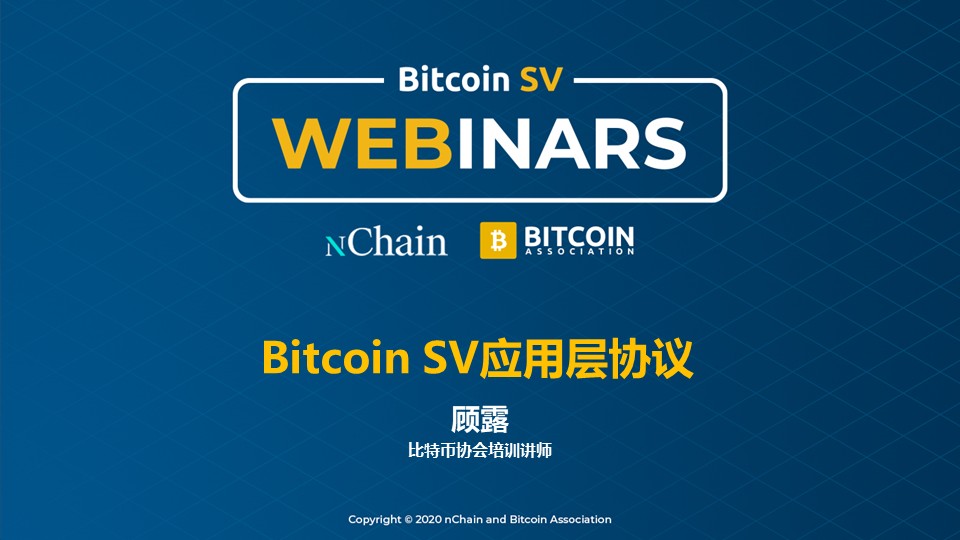 Bitcoin SV
WEBINARS
nChain
BITCOIN
ASSOCIATION
Bitcoin SV应用层协议
顾露
比特币协会培训讲师
Copyright © 2020 nChain and Bitcoin Association